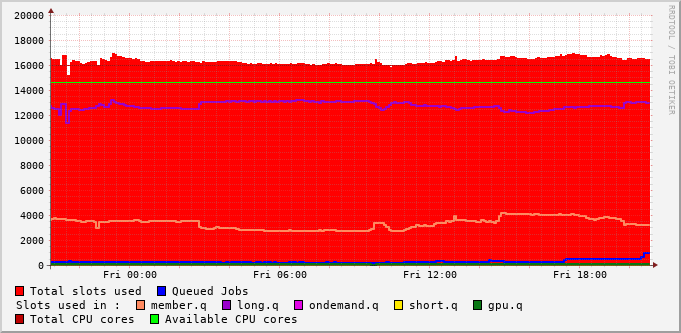 20000
18000
16000
14000
12000
10000
8000
6000
4000
2000
0
Fri 00:00 Fri 06:00 Fri 12:00 Fri 18:00
Total slots used Queued Jobs
Slots used in : member.q long.q ondemand.q short.q gpu.q
Total CPU cores Available CPU cores
RRDTOOL / TOBI OETIKER